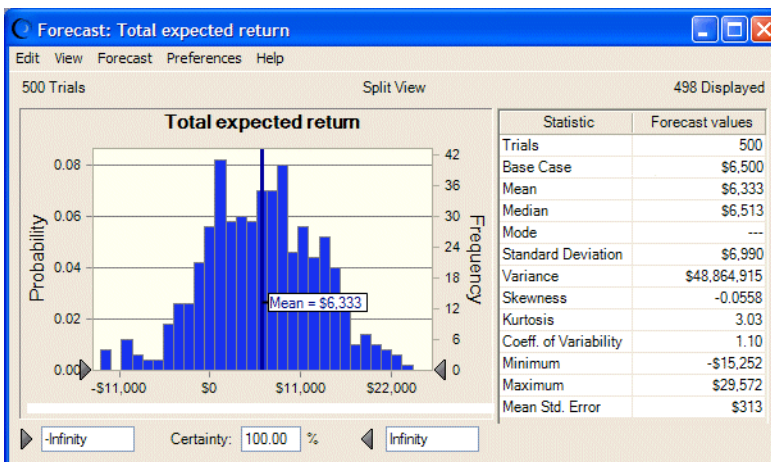 Forecast: Total expected return
Edit View Forecast Preferences Help
500 Trials Split View 498 Displayed
Total expected return
Probability
0.08
0.06
0.04
0.02
0.00
Mean = $6,333
42
36
30
24
18
12
6
0
Frequency
-$11,000 $0 $11,000 $22,000
Statistic Forecast values
Trials 500
Base Case $6,500
Mean $6,333
Median $6,513
Mode ---
Standard Deviation $6,990
Variance $48,864,915
Skewness -0.0558
Kurtosis 3.03
Coeff. of Variability 1.10
Minimum -$15,252
Maximum $29,572
Mean Std. Error $313
-Infinity Certainty: 100.00 % Infinity